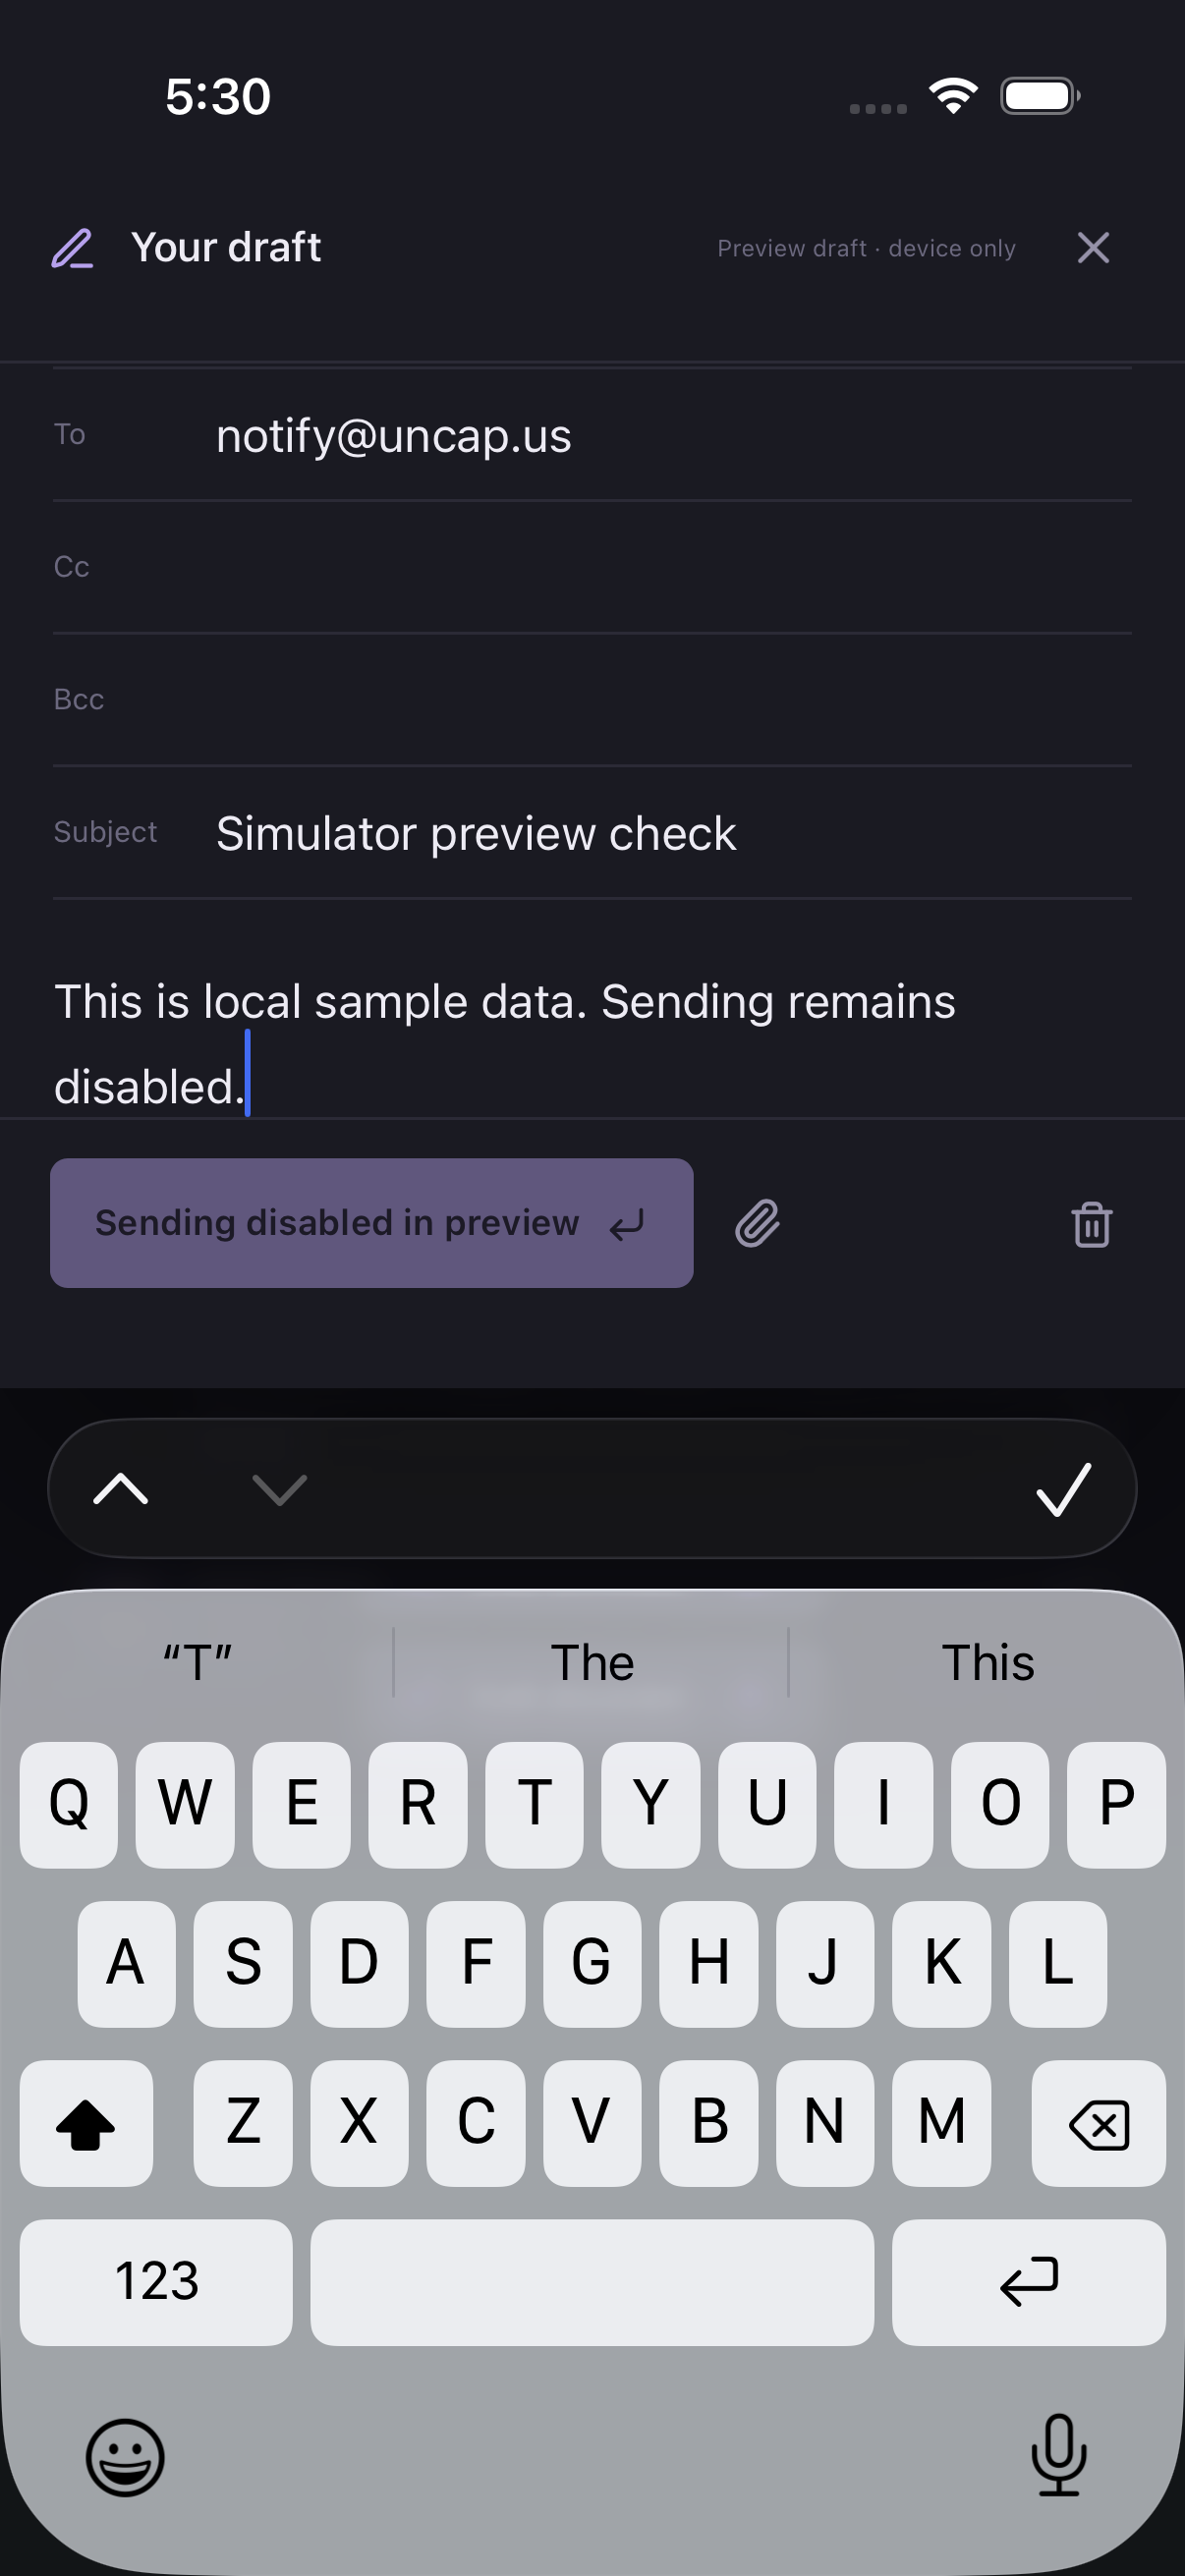 5:30
Your draft
Preview draft · device only
To
notify@uncap.us
Cc
Bcc
Subject
Simulator preview check
This is local sample data. Sending remains
disabled.
Sending disabled in preview
“T”
The
This
Q W E R T Y U I O P
A S D F G H J K L
Z X C V B N M
123